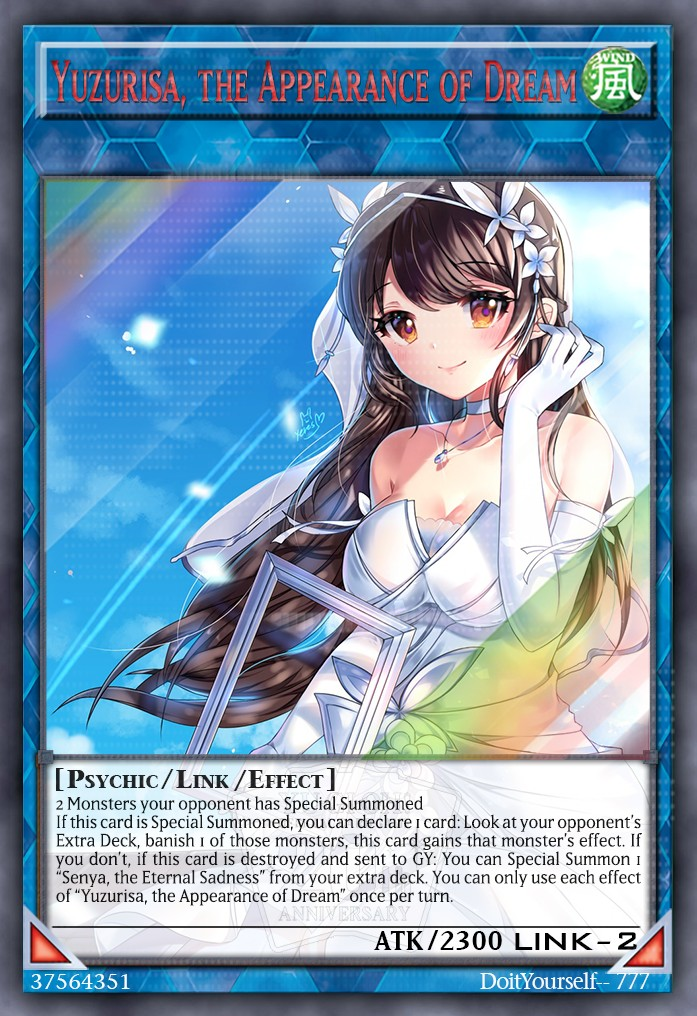 Yuzurisa, the Appearance of Dream
WIND
風
[Psychic/Link/Effect]
2 Monsters your opponent has Special Summoned
If this card is Special Summoned, you can declare 1 card: Look at your opponent's
Extra Deck, banish 1 of those monsters, this card gains that monster's effect. If
you don't, if this card is destroyed and sent to GY: You can Special Summon 1
“Senya, the Eternal Sadness” from your extra deck. You can only use each effect
of “Yuzurisa, the Appearance of Dream” once per turn.
ANNIVERSARY
ATK/2300 LINK-2
37564351
DoitYourself-- 777